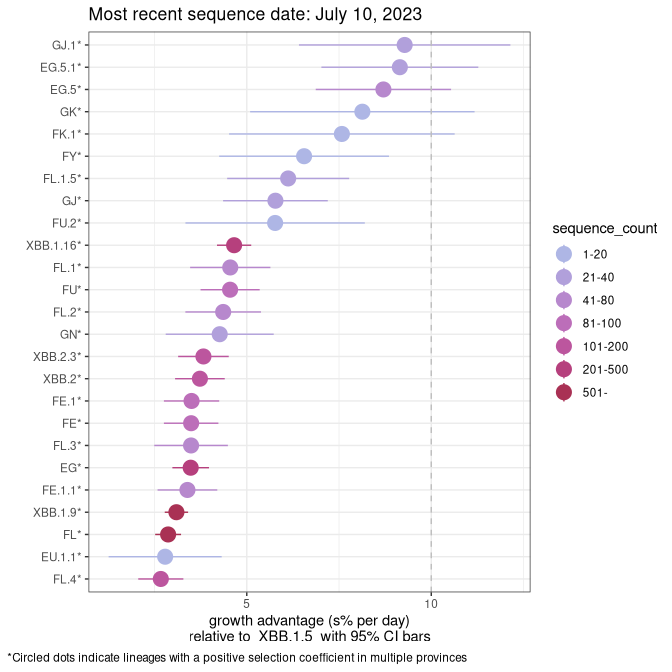 Most recent sequence date: July 10, 2023
GJ.1*
EG.5.1*
EG.5*
GK*
FK.1*
FY*
FL.1.5*
GJ*
FU.2*
XBB.1.16*
FL.1*
FU*
FL.2*
GN*
XBB.2.3*
XBB.2*
FE.1*
FE*
FL.3*
EG*
FE.1.1*
XBB.1.9*
FL*
EU.1.1*
FL.4*
5
10
growth advantage (s% per day)
relative to XBB.1.5 with 95% CI bars
sequence_count
1-20
21-40
41-80
81-100
101-200
201-500
501-
*Circled dots indicate lineages with a positive selection coefficient in multiple provinces